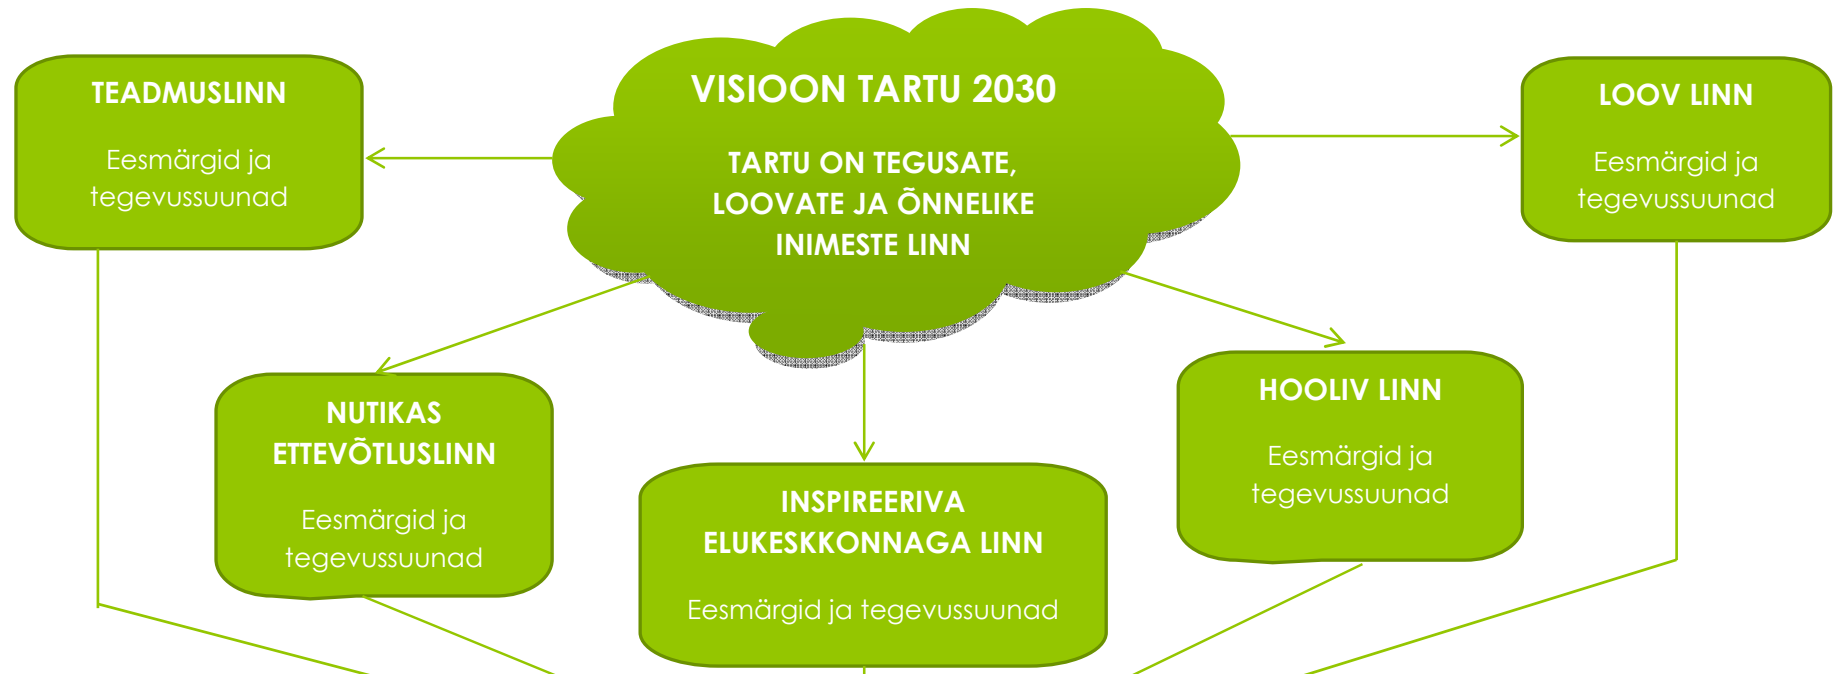 VISIOON TARTU 2030
TARTU ON TEGUSATE,
LOOVATE JA ÕNNELIKE
INIMESTE LINN
TEADMUSLINN
Eesmärgid ja
tegevussuunad
NUTIKAS
ETTEVÕTLUSLINN
Eesmärgid ja
tegevussuunad
INSPIREERIVA
ELUKESKKONNAGA LINN
Eesmärgid ja tegevussuunad
HOOLIV LINN
Eesmärgid ja
tegevussuunad
LOOV LINN
Eesmärgid ja
tegevussuunad